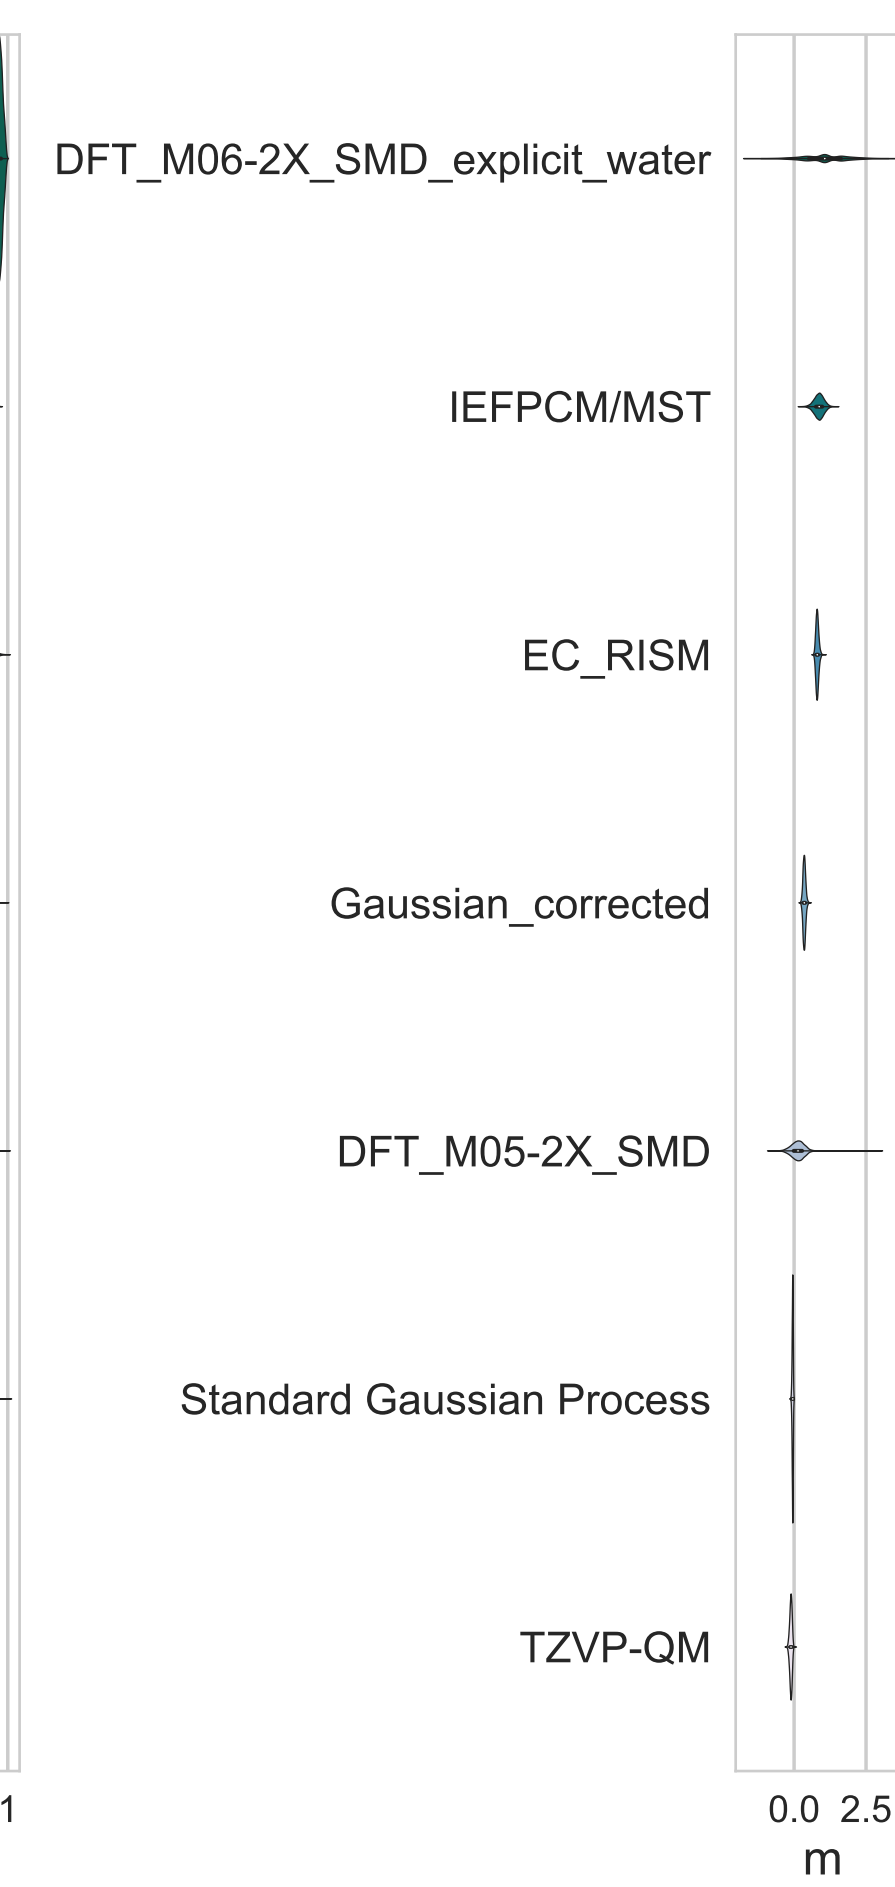 DFT_M06-2X_SMD_explicit_water
IEFPCM/MST
EC_RISM
Gaussian_corrected
DFT_M05-2X_SMD
Standard Gaussian Process
TZVP-QM
1
0.0 2.5
m